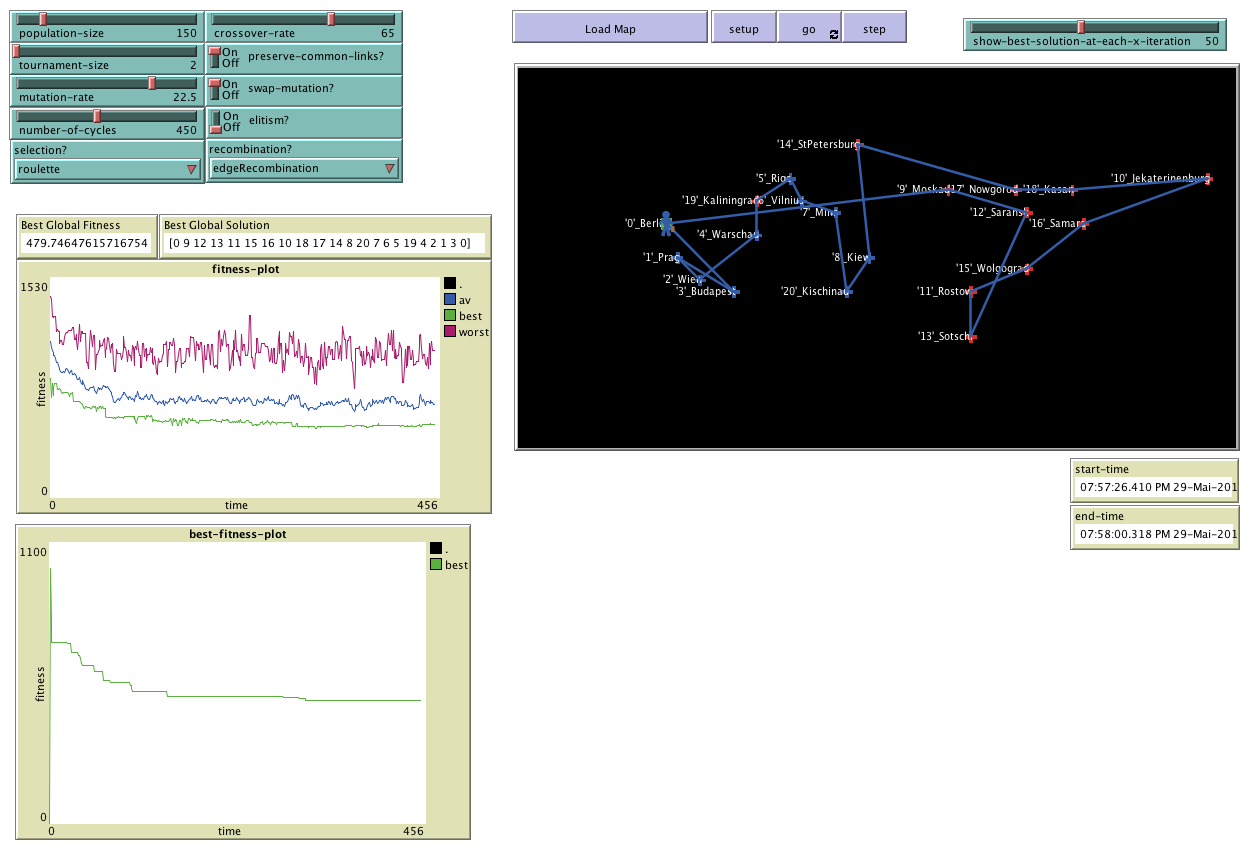 population-size 150
crossover-rate 65
tournament-size 2
On
Off
preserve-common-links?
mutation-rate 22.5
On
Off
swap-mutation?
number-of-cycles 450
On
Off
elitism?
selection?
roulette
recombination?
edgeRecombination
Load Map
setup
go
step
show-best-solution-at-each-x-iteration 50
'14'_StPetersburg
'5'_Riga
'10'_Jekaterinenburg
'9'_Moskau
'17'_Nowgorod
'18'_Kasan
'19'_Kaliningrad
'6'_Vilnius
'7'_Minsk
'12'_Saransk
'0'_Berlin
'16'_Samara
'4'_Warschau
'1'_Prag
'8'_Kiew
'15'_Wolgograd
'2'_Wien
'3'_Budapest
'20'_Kischinau
'11'_Rostow
'13'_Sotschi
Best Global Fitness
479.74647615716754
Best Global Solution
[0 9 12 13 11 15 16 10 18 17 14 8 20 7 6 5 19 4 2 1 3 0]
fitness-plot
1530
fitness
0
0
time
456
.
av
best
worst
start-time
07:57:26.410 PM 29-Mai-201
end-time
07:58:00.318 PM 29-Mai-201
best-fitness-plot
1100
fitness
0
0
time
456
.
best